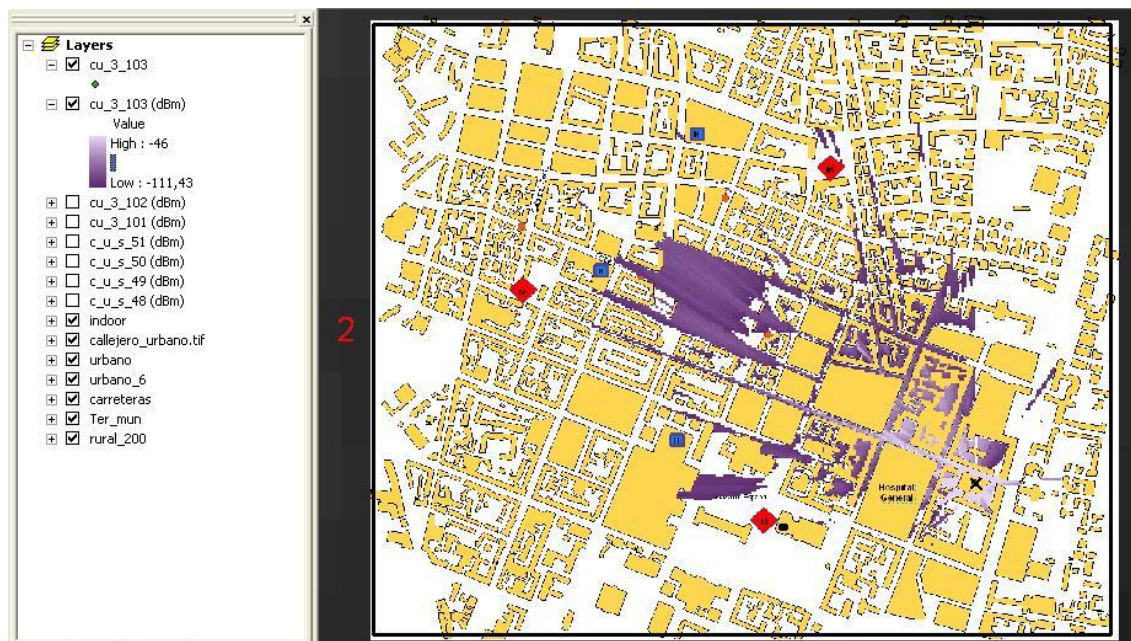 Layers
cu_3_103
cu_3_103 (dBm)
Value
High : -46
Low : -111,43
cu_3_102 (dBm)
cu_3_101 (dBm)
c_u_s_51 (dBm)
c_u_s_50 (dBm)
c_u_s_49 (dBm)
c_u_s_48 (dBm)
indoor
callejero_urbano.tif
urbano
urbano_6
carreteras
Ter_mun
rural_200
2
H
M
H
M
H
Hospital
General
M